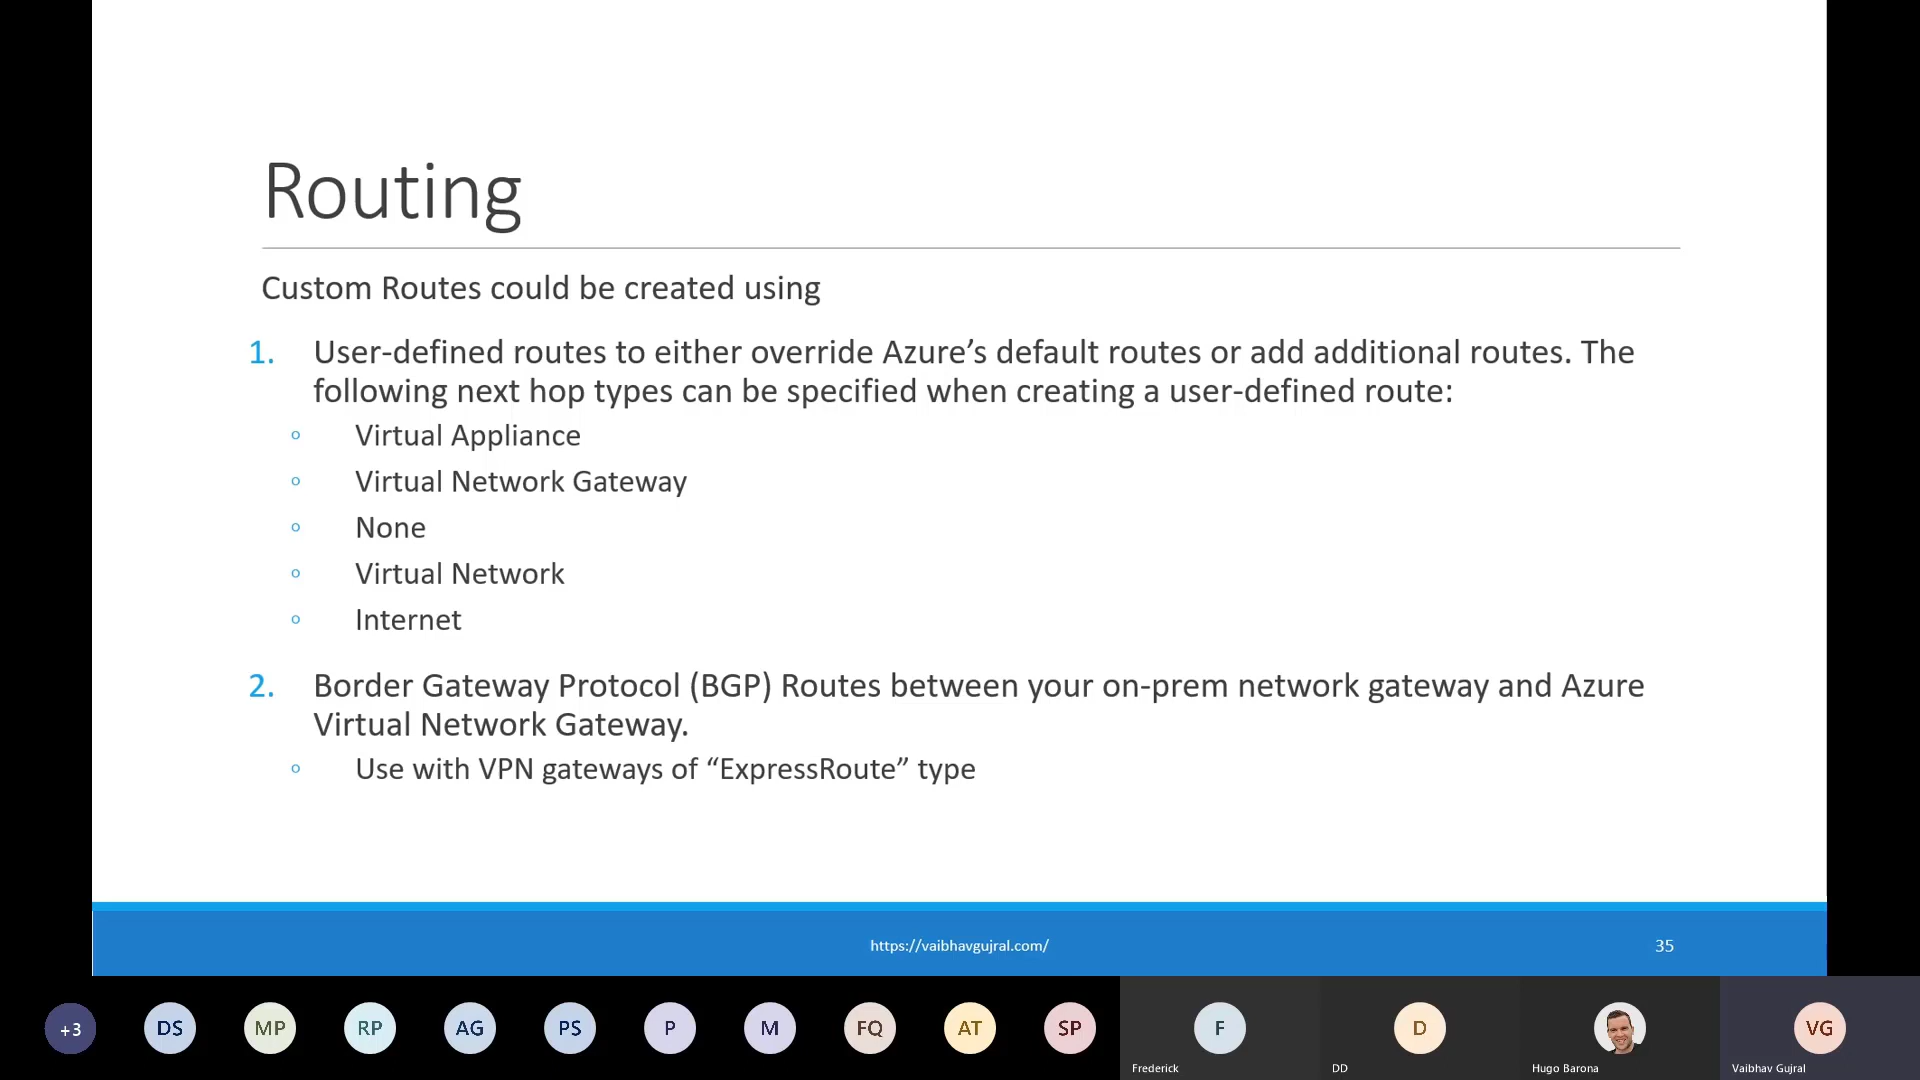 Routing
Custom Routes could be created using
1. User-defined routes to either override Azure’s default routes or add additional routes. The
following next hop types can be specified when creating a user-defined route:
o Virtual Appliance
o Virtual Network Gateway
o None
o Virtual Network
o Internet
2. Border Gateway Protocol (BGP) Routes between your on-prem network gateway and Azure
Virtual Network Gateway.
o Use with VPN gateways of “ExpressRoute” type
https://vaibhavgujral.com/
35
+3
DS
MP
RP
AG
PS
P
M
FQ
AT
SP
F
D
VG
Frederick
DD
Hugo Barona
Vaibhav Gujral